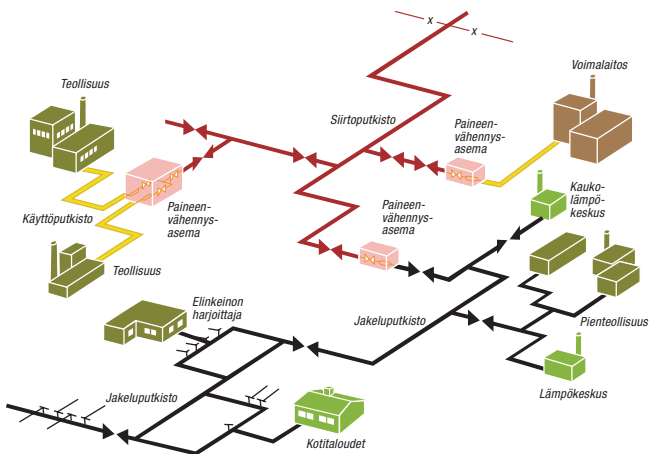 x
x
Teollisuus
Voimalaitos
Siirtoputkisto
Paineen-
vähennys-
asema
Käyttöputkisto
Paineen-
vähennys-
asema
Paineen-
vähennys-
asema
Kauko-
lämpö-
keskus
Teollisuus
Elinkeinon
harjoittaja
Jakeluputkisto
Pienteollisuus
Lämpökeskus
Jakeluputkisto
Kotitaloudet